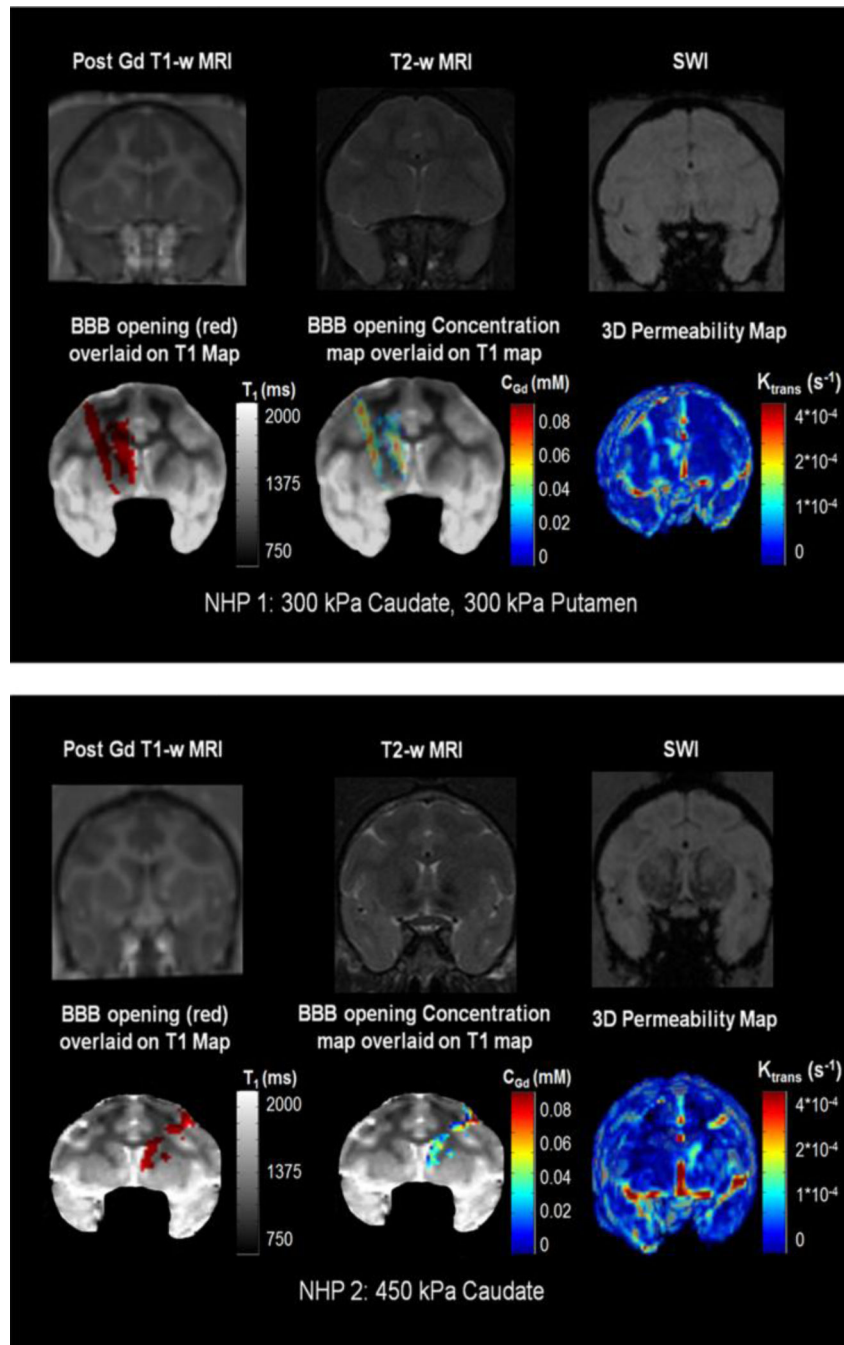 Post Gd T1-w MRI
T2-w MRI
SWI
BBB opening (red)
overlaid on T1 Map
BBB opening Concentration
map overlaid on T1 map
3D Permeability Map
T1 (ms)
2000
1375
750
CGd (mM)
0.08
0.06
0.04
0.02
0
Ktrans (s-1)
4*10-4
2*10-4
1*10-4
0
NHP 1: 300 kPa Caudate, 300 kPa Putamen
Post Gd T1-w MRI
T2-w MRI
SWI
BBB opening (red)
overlaid on T1 Map
BBB opening Concentration
map overlaid on T1 map
3D Permeability Map
T1 (ms)
2000
1375
750
CGd (mM)
0.08
0.06
0.04
0.02
0
Ktrans (s-1)
4*10-4
2*10-4
1*10-4
0
NHP 2: 450 kPa Caudate